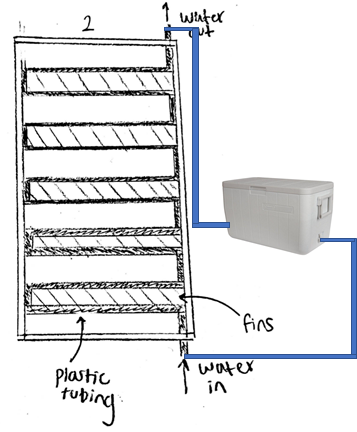 water
out
2
fins
plastic
tubing
water
in